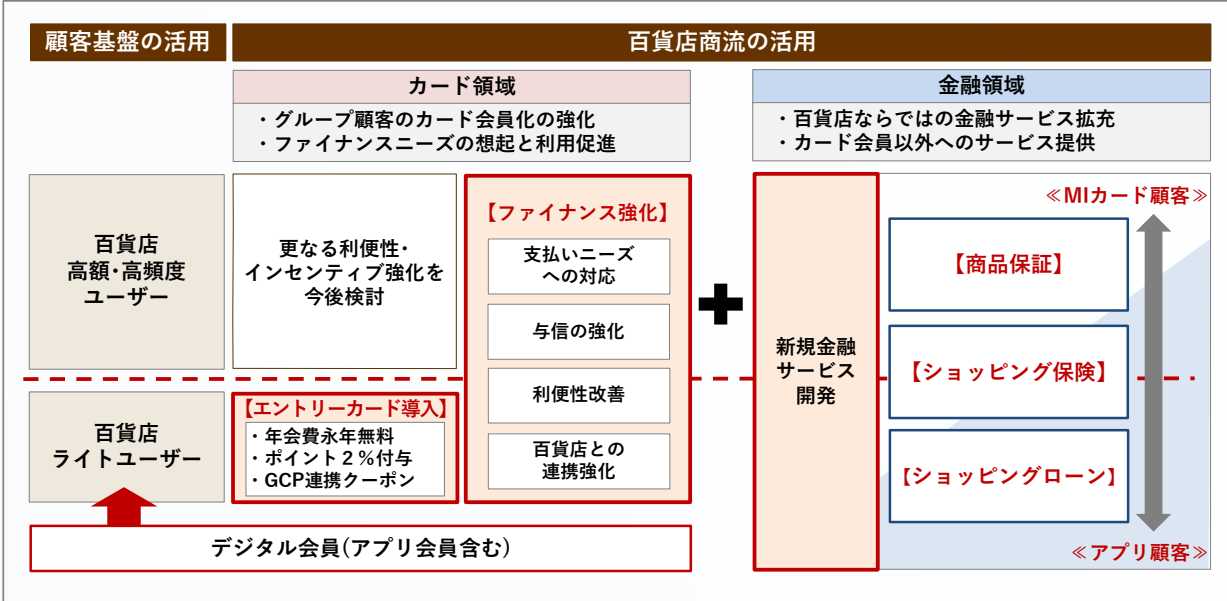 顧客基盤の活用
百貨店商流の活用
カード領域
・グループ顧客のカード会員化の強化
・ファイナンスニーズの想起と利用促進
金融領域
・百貨店ならではの金融サービス拡充
・カード会員以外へのサービス提供
百貨店
高額・高頻度
ユーザー
更なる利便性・
インセンティブ強化を
今後検討
【ファイナンス強化】
支払いニーズ
への対応
与信の強化
利便性改善
百貨店との
連携強化
新規金融
サービス
開発
≪MIカード顧客≫
【商品保証】
【ショッピング保険】
【ショッピングローン】
≪アプリ顧客≫
百貨店
ライトユーザー
【エントリーカード導入】
・年会費永年無料
・ポイント２％付与
・GCP連携クーポン
デジタル会員(アプリ会員含む)